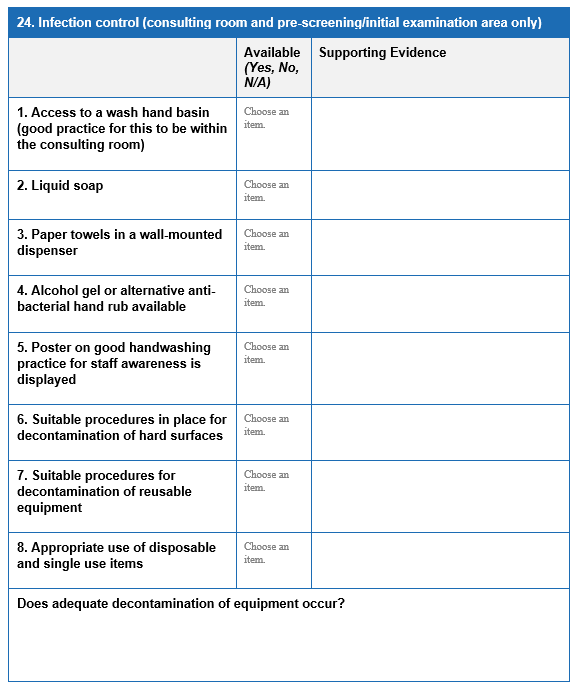 24. Infection control (consulting room and pre-screening/initial examination area only)
Available
(Yes, No,
N/A)
Supporting Evidence
1. Access to a wash hand basin
(good practice for this to be within
the consulting room)
Choose an
item.
2. Liquid soap
Choose an
item.
3. Paper towels in a wall-mounted
dispenser
Choose an
item.
4. Alcohol gel or alternative anti-
bacterial hand rub available
Choose an
item.
5. Poster on good handwashing
practice for staff awareness is
displayed
Choose an
item.
6. Suitable procedures in place for
decontamination of hard surfaces
Choose an
item.
7. Suitable procedures for
decontamination of reusable
equipment
Choose an
item.
8. Appropriate use of disposable
and single use items
Choose an
item.
Does adequate decontamination of equipment occur?